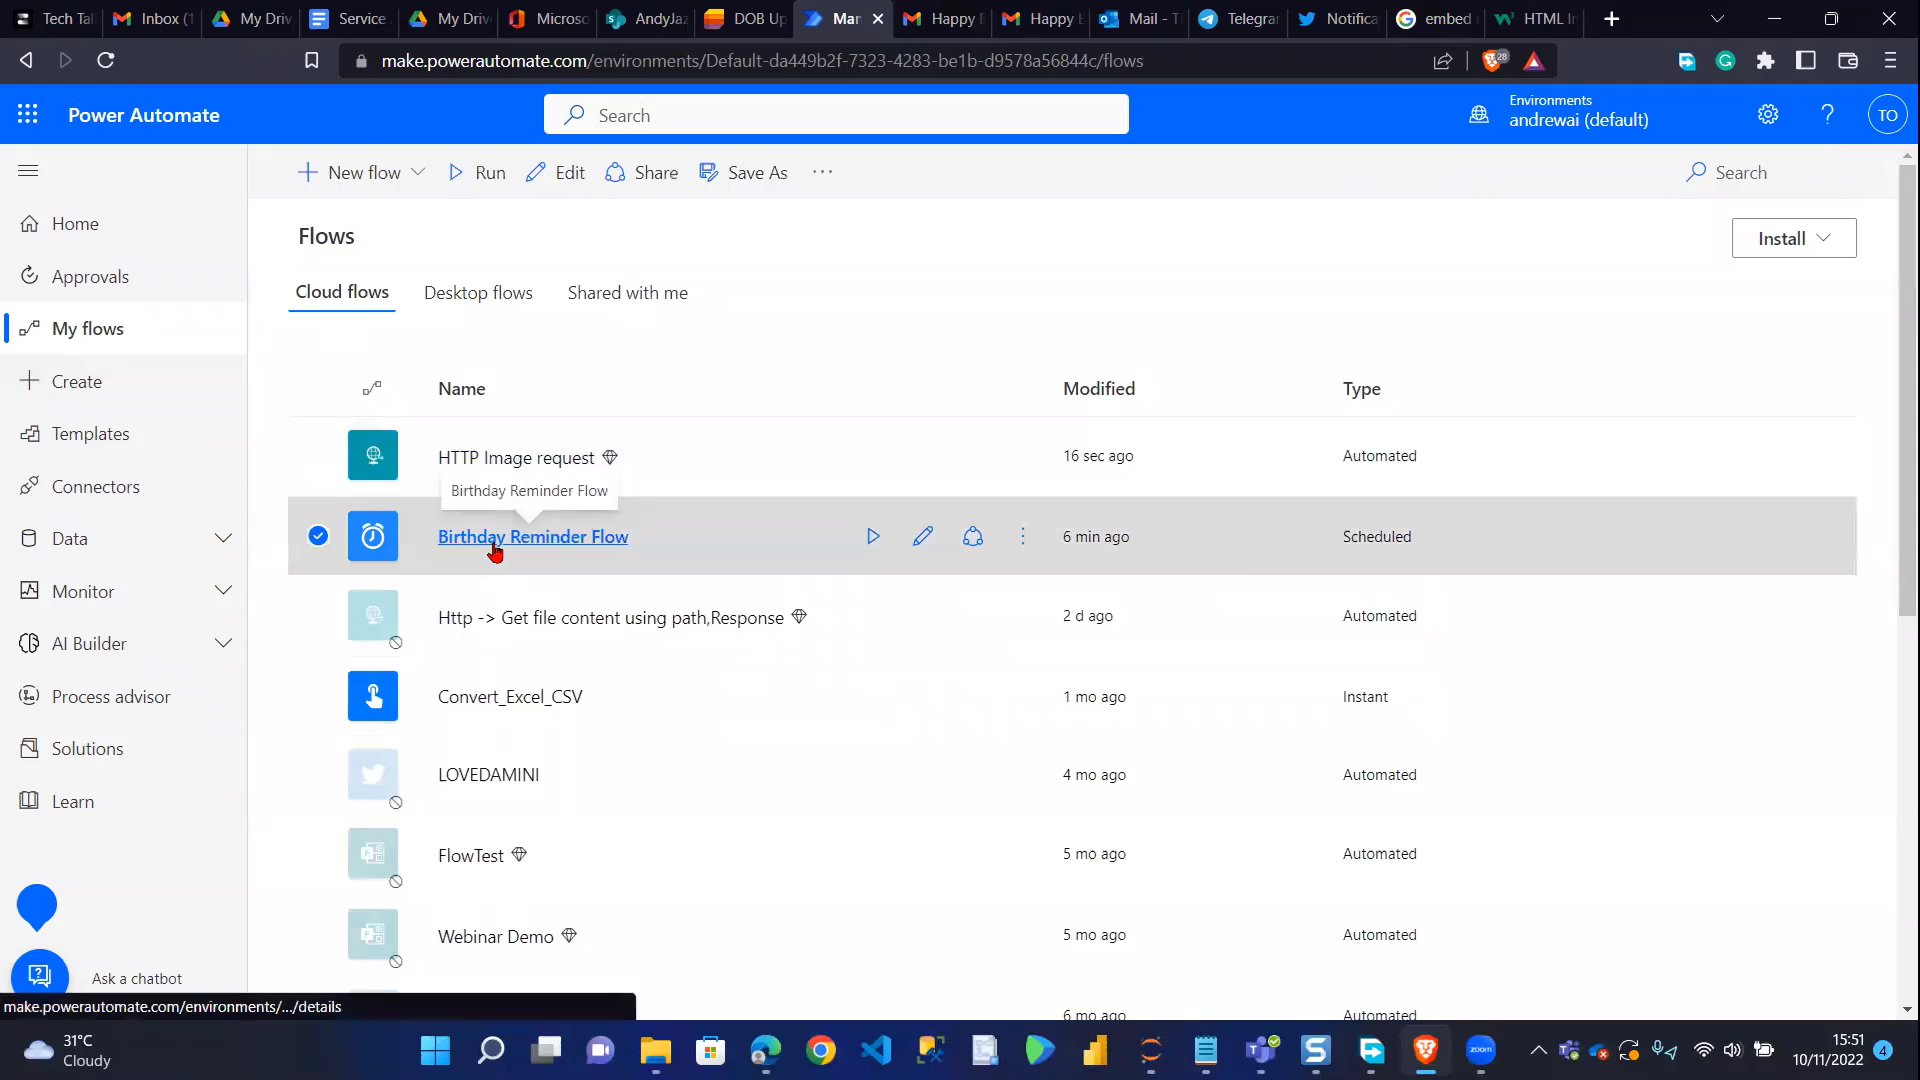 Tech Tal
Inbox (1
My Driv
Service
My Driv
Microso
AndyJaz
DOB Up
Mar
Happy B
Happy B
Mail - T
Telegra
Notifica
embed
HTML I
make.powerautomate.com/environments/Default-da449b2f-7323-4283-be1b-d9578a56844c/flows
28
Power Automate
Search
Environments
andrewai (default)
TO
New flow
Run
Edit
Share
Save As
Search
Home
Approvals
My flows
Create
Templates
Connectors
Data
Monitor
AI Builder
Process advisor
Solutions
Learn
Ask a chatbot
Flows
Install
Cloud flows
Desktop flows
Shared with me
Name
Modified
Type
HTTP Image request
16 sec ago
Automated
Birthday Reminder Flow
Birthday Reminder Flow
6 min ago
Scheduled
Http -> Get file content using path,Response
2 d ago
Automated
Convert_Excel_CSV
1 mo ago
Instant
LOVEDAMINI
4 mo ago
Automated
FlowTest
5 mo ago
Automated
Webinar Demo
5 mo ago
Automated
6 mo ago
Automated
make.powerautomate.com/environments/.../details
31°C
Cloudy
zoom
15:51
10/11/2022
4